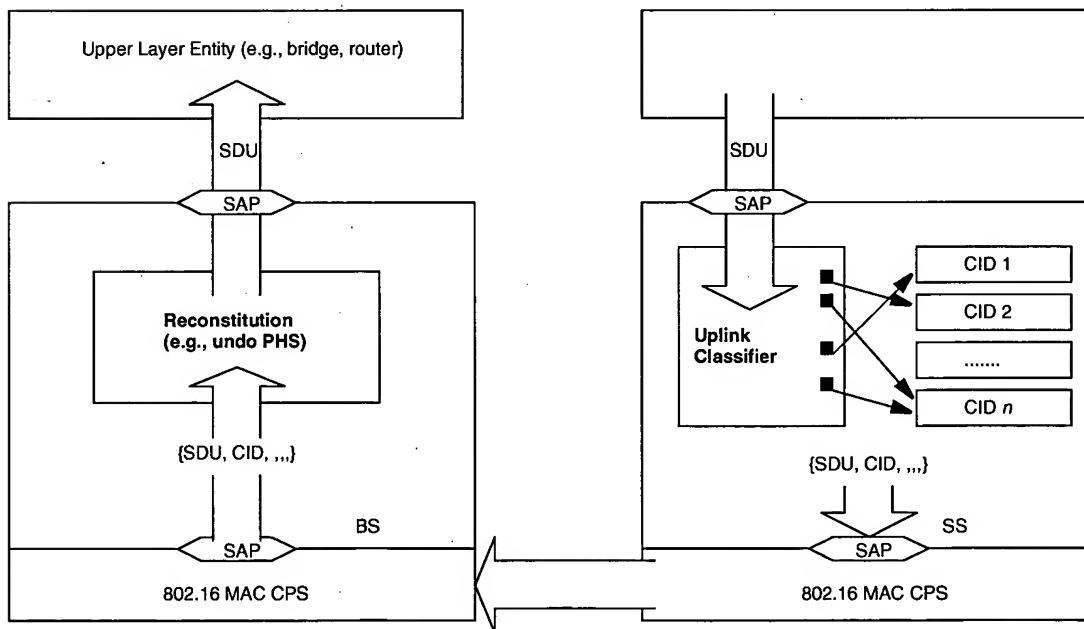 Upper Layer Entity (e.g., bridge, router)
SDU
SAP
Reconstitution
(e.g., undo PHS)
{SDU, CID, ,,,}
BS
SAP
802.16 MAC CPS
SDU
SAP
Uplink
Classifier
CID 1
CID 2
.......
CID n
{SDU, CID, ,,,}
SS
SAP
802.16 MAC CPS